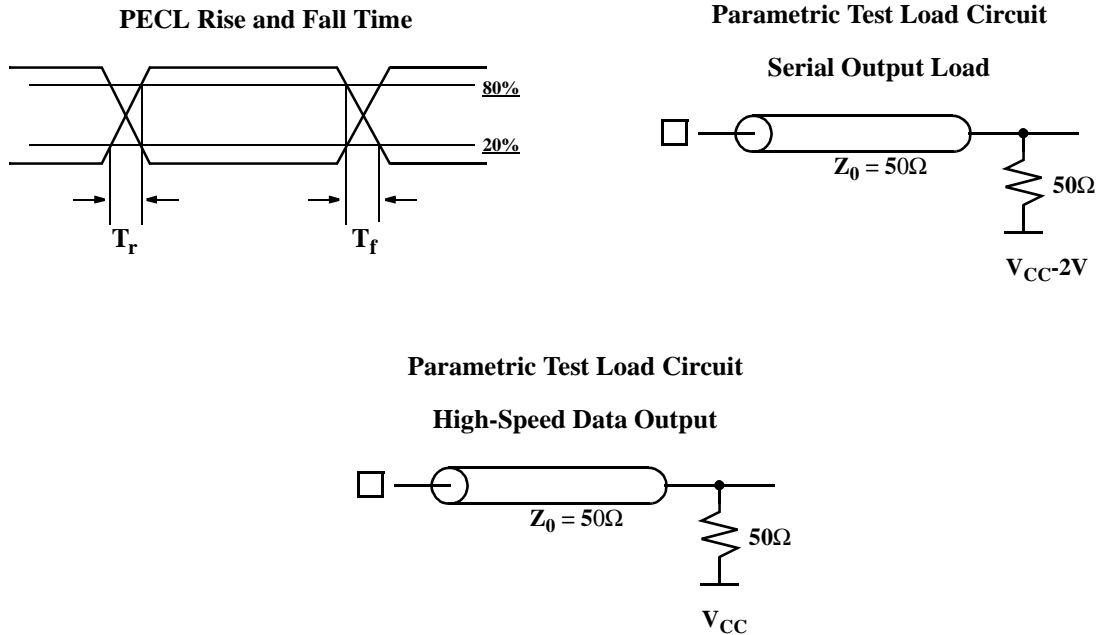 PECL Rise and Fall Time
80%
20%
Tr
Tf
Parametric Test Load Circuit
Serial Output Load
Z0 = 50Ω
50Ω
VCC-2V
Parametric Test Load Circuit
High-Speed Data Output
Z0 = 50Ω
50Ω
VCC